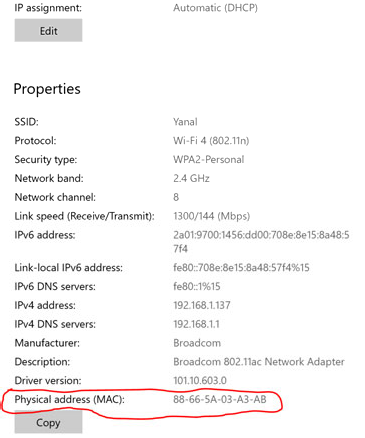 IP assignment: Automatic (DHCP)
Edit
Properties
SSID: Yanal
Protocol: Wi-Fi 4 (802.11n)
Security type: WPA2-Personal
Network band: 2.4 GHz
Network channel: 8
Link speed (Receive/Transmit): 1300/144 (Mbps)
IPv6 address: 2a01:9700:1456:dd00:708e:8e15:8a48:5
7f4
Link-local IPv6 address: fe80::708e:8e15:8a48:57f4%15
IPv6 DNS servers: fe80::1%15
IPv4 address: 192.168.1.137
IPv4 DNS servers: 192.168.1.1
Manufacturer: Broadcom
Description: Broadcom 802.11ac Network Adapter
Driver version: 101.10.603.0
Physical address (MAC): 88-66-5A-03-A3-AB
Copy